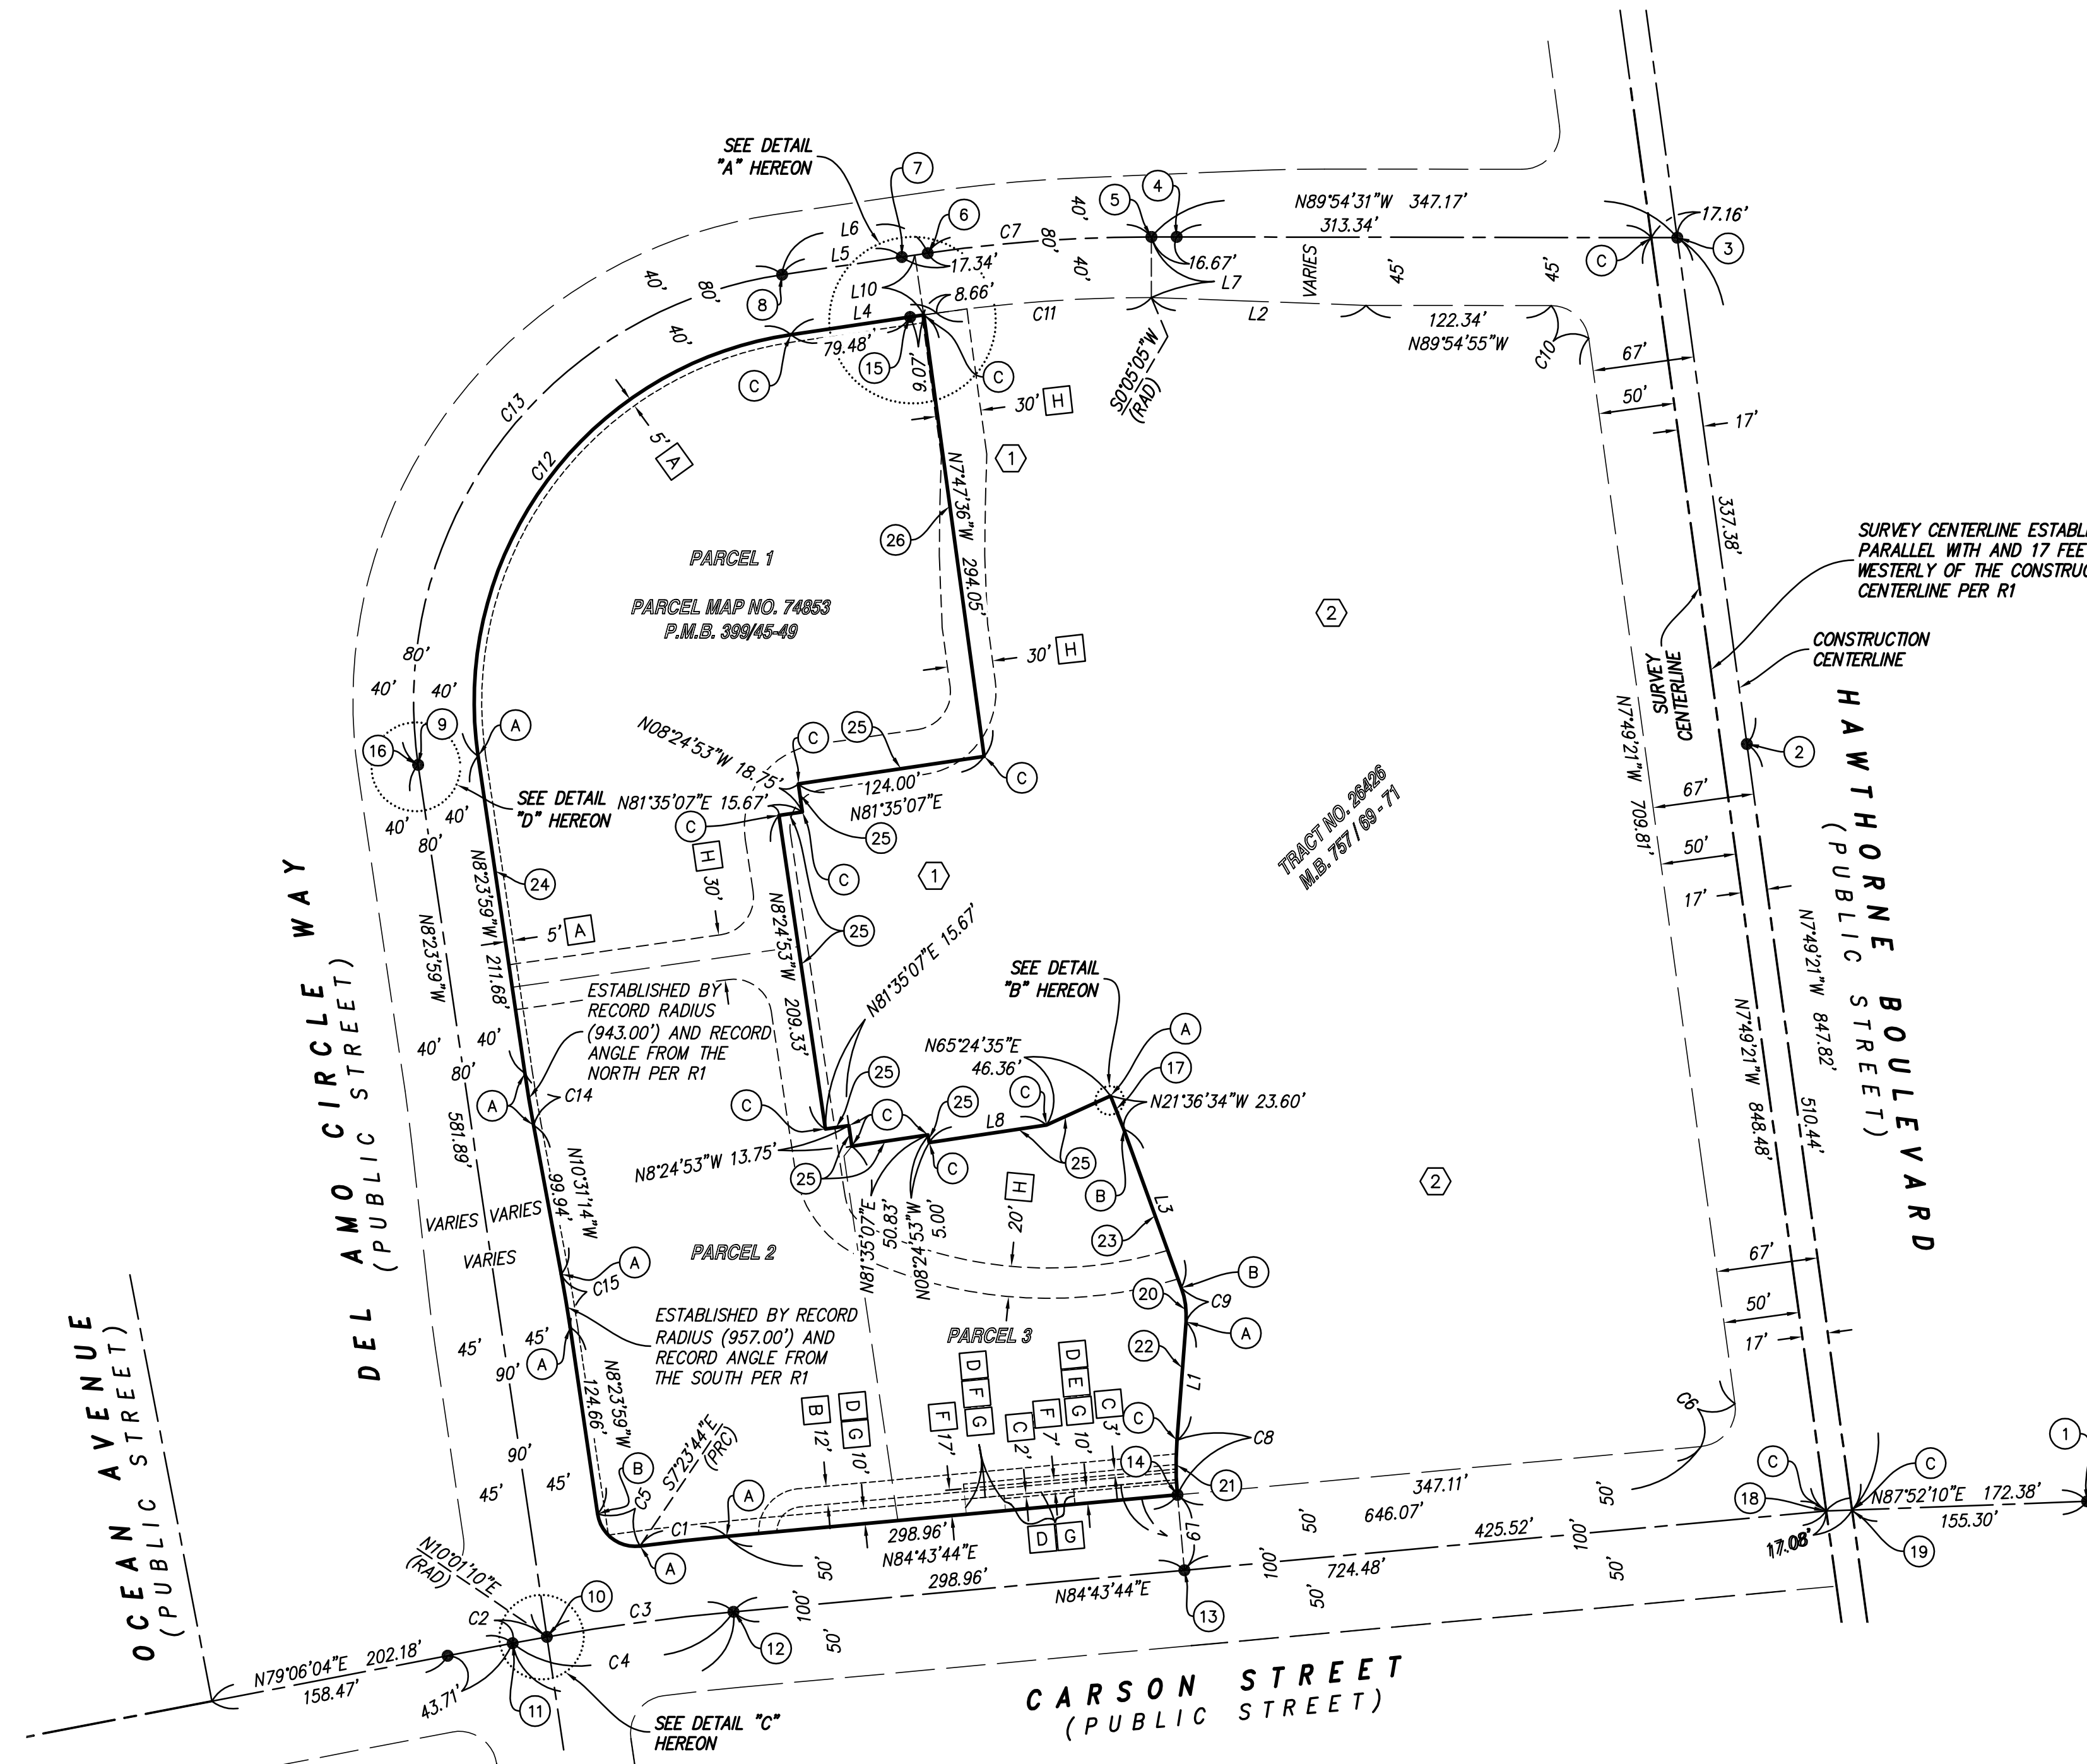 SEE DETAIL
"A" HEREON
7
6
5
4
3
C
N89°54'31"W 347.17'
313.34'
17.16'
40'
80'
40'
C7
L6
L5
17.34'
16.67'
L7
VARIES
45'
45'
8
L10
8.66'
L4
C11
L2
122.34'
N89°54'55"W
C10
79.48'
9.07'
15
C
C
S0°05'05"W
(RAD)
40'
80'
40'
C13
C12
5' A
30' H
1
N7°47'36"W 294.05'
26
67'
50'
17'
337.38'
PARCEL 1
PARCEL MAP NO. 74853
P.M.B. 399/45-49
2
SURVEY CENTERLINE ESTABL
PARALLEL WITH AND 17 FEE
WESTERLY OF THE CONSTRUC
CENTERLINE PER R1
CONSTRUCTION
CENTERLINE
SURVEY
CENTERLINE
80'
40'
40'
9
16
A
30' H
N7°49'21"W 709.81'
2
N08°24'53"W 18.75'
C
25
C
124.00'
N81°35'07"E
SEE DETAIL
"D" HEREON
N81°35'07"E 15.67'
C
25
C
40'
40'
80'
TRACT NO. 26426
M.B. 757 / 69 - 71
67'
50'
17'
HAWTHORNE BOULEVARD
(PUBLIC STREET)
24
H 30'
1
25
5' A
N8°23'59"W 211.68'
N8°23'59"W
581.89'
N8°24'53"W 209.33'
N81°35'07"E 15.67'
DEL AMO CIRCLE WAY
(PUBLIC STREET)
ESTABLISHED BY
RECORD RADIUS
(943.00') AND RECORD
ANGLE FROM THE
NORTH PER R1
40'
40'
80'
A
C14
SEE DETAIL
"B" HEREON
A
17
N65°24'35"E
46.36'
C
N21°36'34"W 23.60'
N7°49'21"W 847.82'
510.44'
N7°49'21"W 848.48'
C
25
C
25
L8
C
25
B
N8°24'53"W 13.75'
25
N81°35'07"E
50.83'
N08°24'53"W
5.00'
H 20'
L3
23
2
N10°31'14"W
99.94'
VARIES
VARIES
VARIES
PARCEL 2
A
C15
B
20
C9
A
ESTABLISHED BY RECORD
RADIUS (957.00') AND
RECORD ANGLE FROM
THE SOUTH PER R1
45'
45'
90'
A
PARCEL 3
22
L1
67'
50'
17'
N8°23'59"W
124.66'
B 12'
D G 10'
F 17'
D F G
C 2'
F 7'
D E G 10'
C 3'
C
C8
14
21
C6
OCEAN AVENUE
(PUBLIC STREET)
90'
45'
45'
S7°23'44"E
(PRC)
B
C5
A
C1
A
298.96'
N84°43'44"E
298.96'
D G
N84°43'44"E
L9
347.11'
646.07'
425.52'
724.48'
50'
100'
50'
50'
100'
50'
C
18
C
1
N87°52'10"E 172.38'
155.30'
17.08'
19
N10°01'10"E
(RAD)
C2
10
C3
C4
50'
100'
50'
12
13
N79°06'04"E 202.18'
158.47'
43.71'
11
SEE DETAIL "C"
HEREON
CARSON STREET
(PUBLIC STREET)